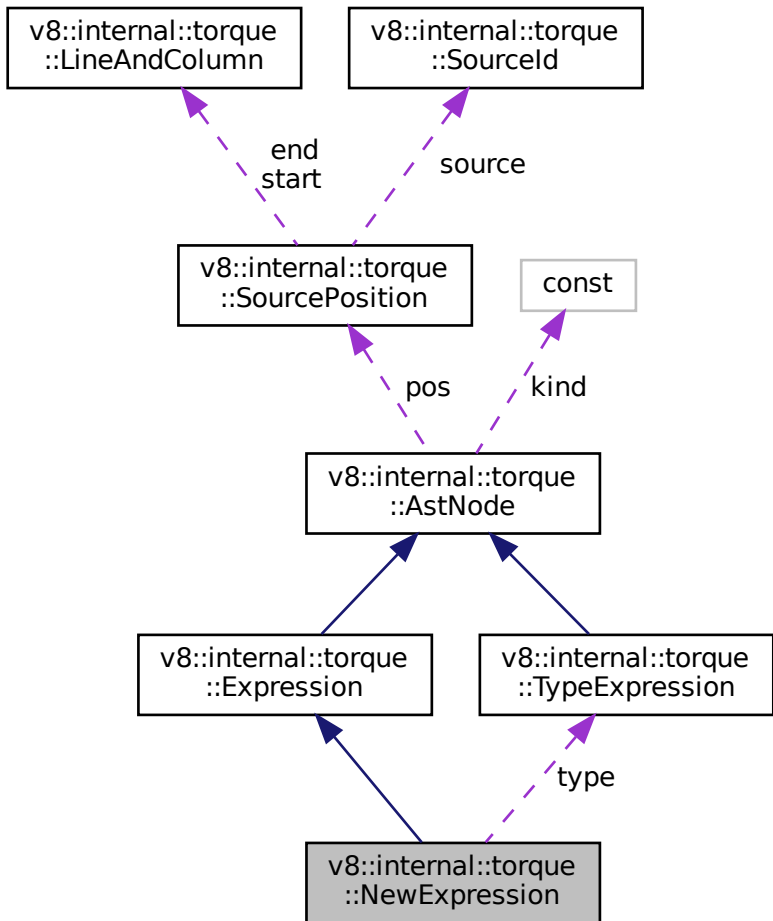 v8::internal::torque
::LineAndColumn
v8::internal::torque
::SourceId
end
start
source
v8::internal::torque
::SourcePosition
const
pos
kind
v8::internal::torque
::AstNode
v8::internal::torque
::Expression
v8::internal::torque
::TypeExpression
type
v8::internal::torque
::NewExpression